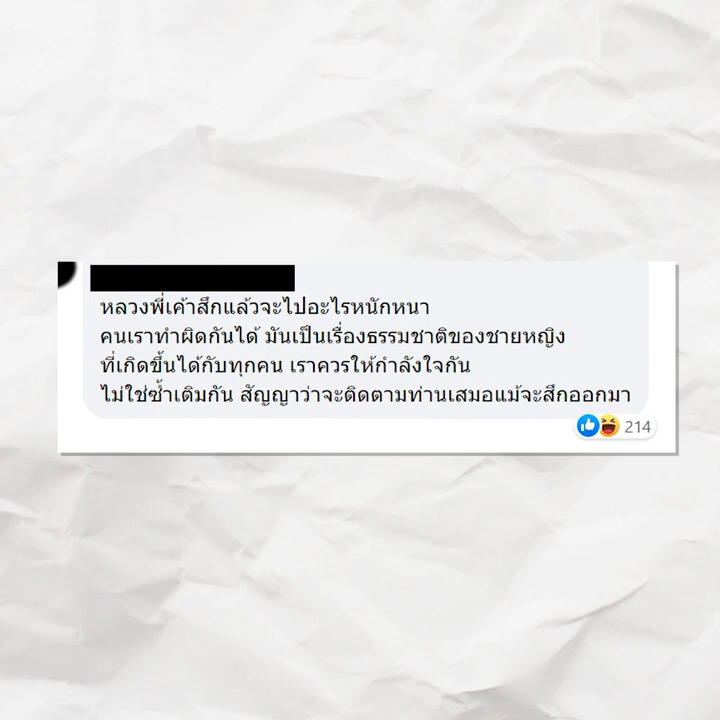 หลวงพี่เค้าสึกแล้วจะไปอะไรหนักหนา
คนเราทำผิดกันได้ มันเป็นเรื่องธรรมชาติของชายหญิง
ที่เกิดขึ้นได้กับทุกคน เราควรให้กำลังใจกัน
ไม่ใช่ซ้ำเติมกัน สัญญาว่าจะติดตามท่านเสมอแม้จะสึกออกมา
214